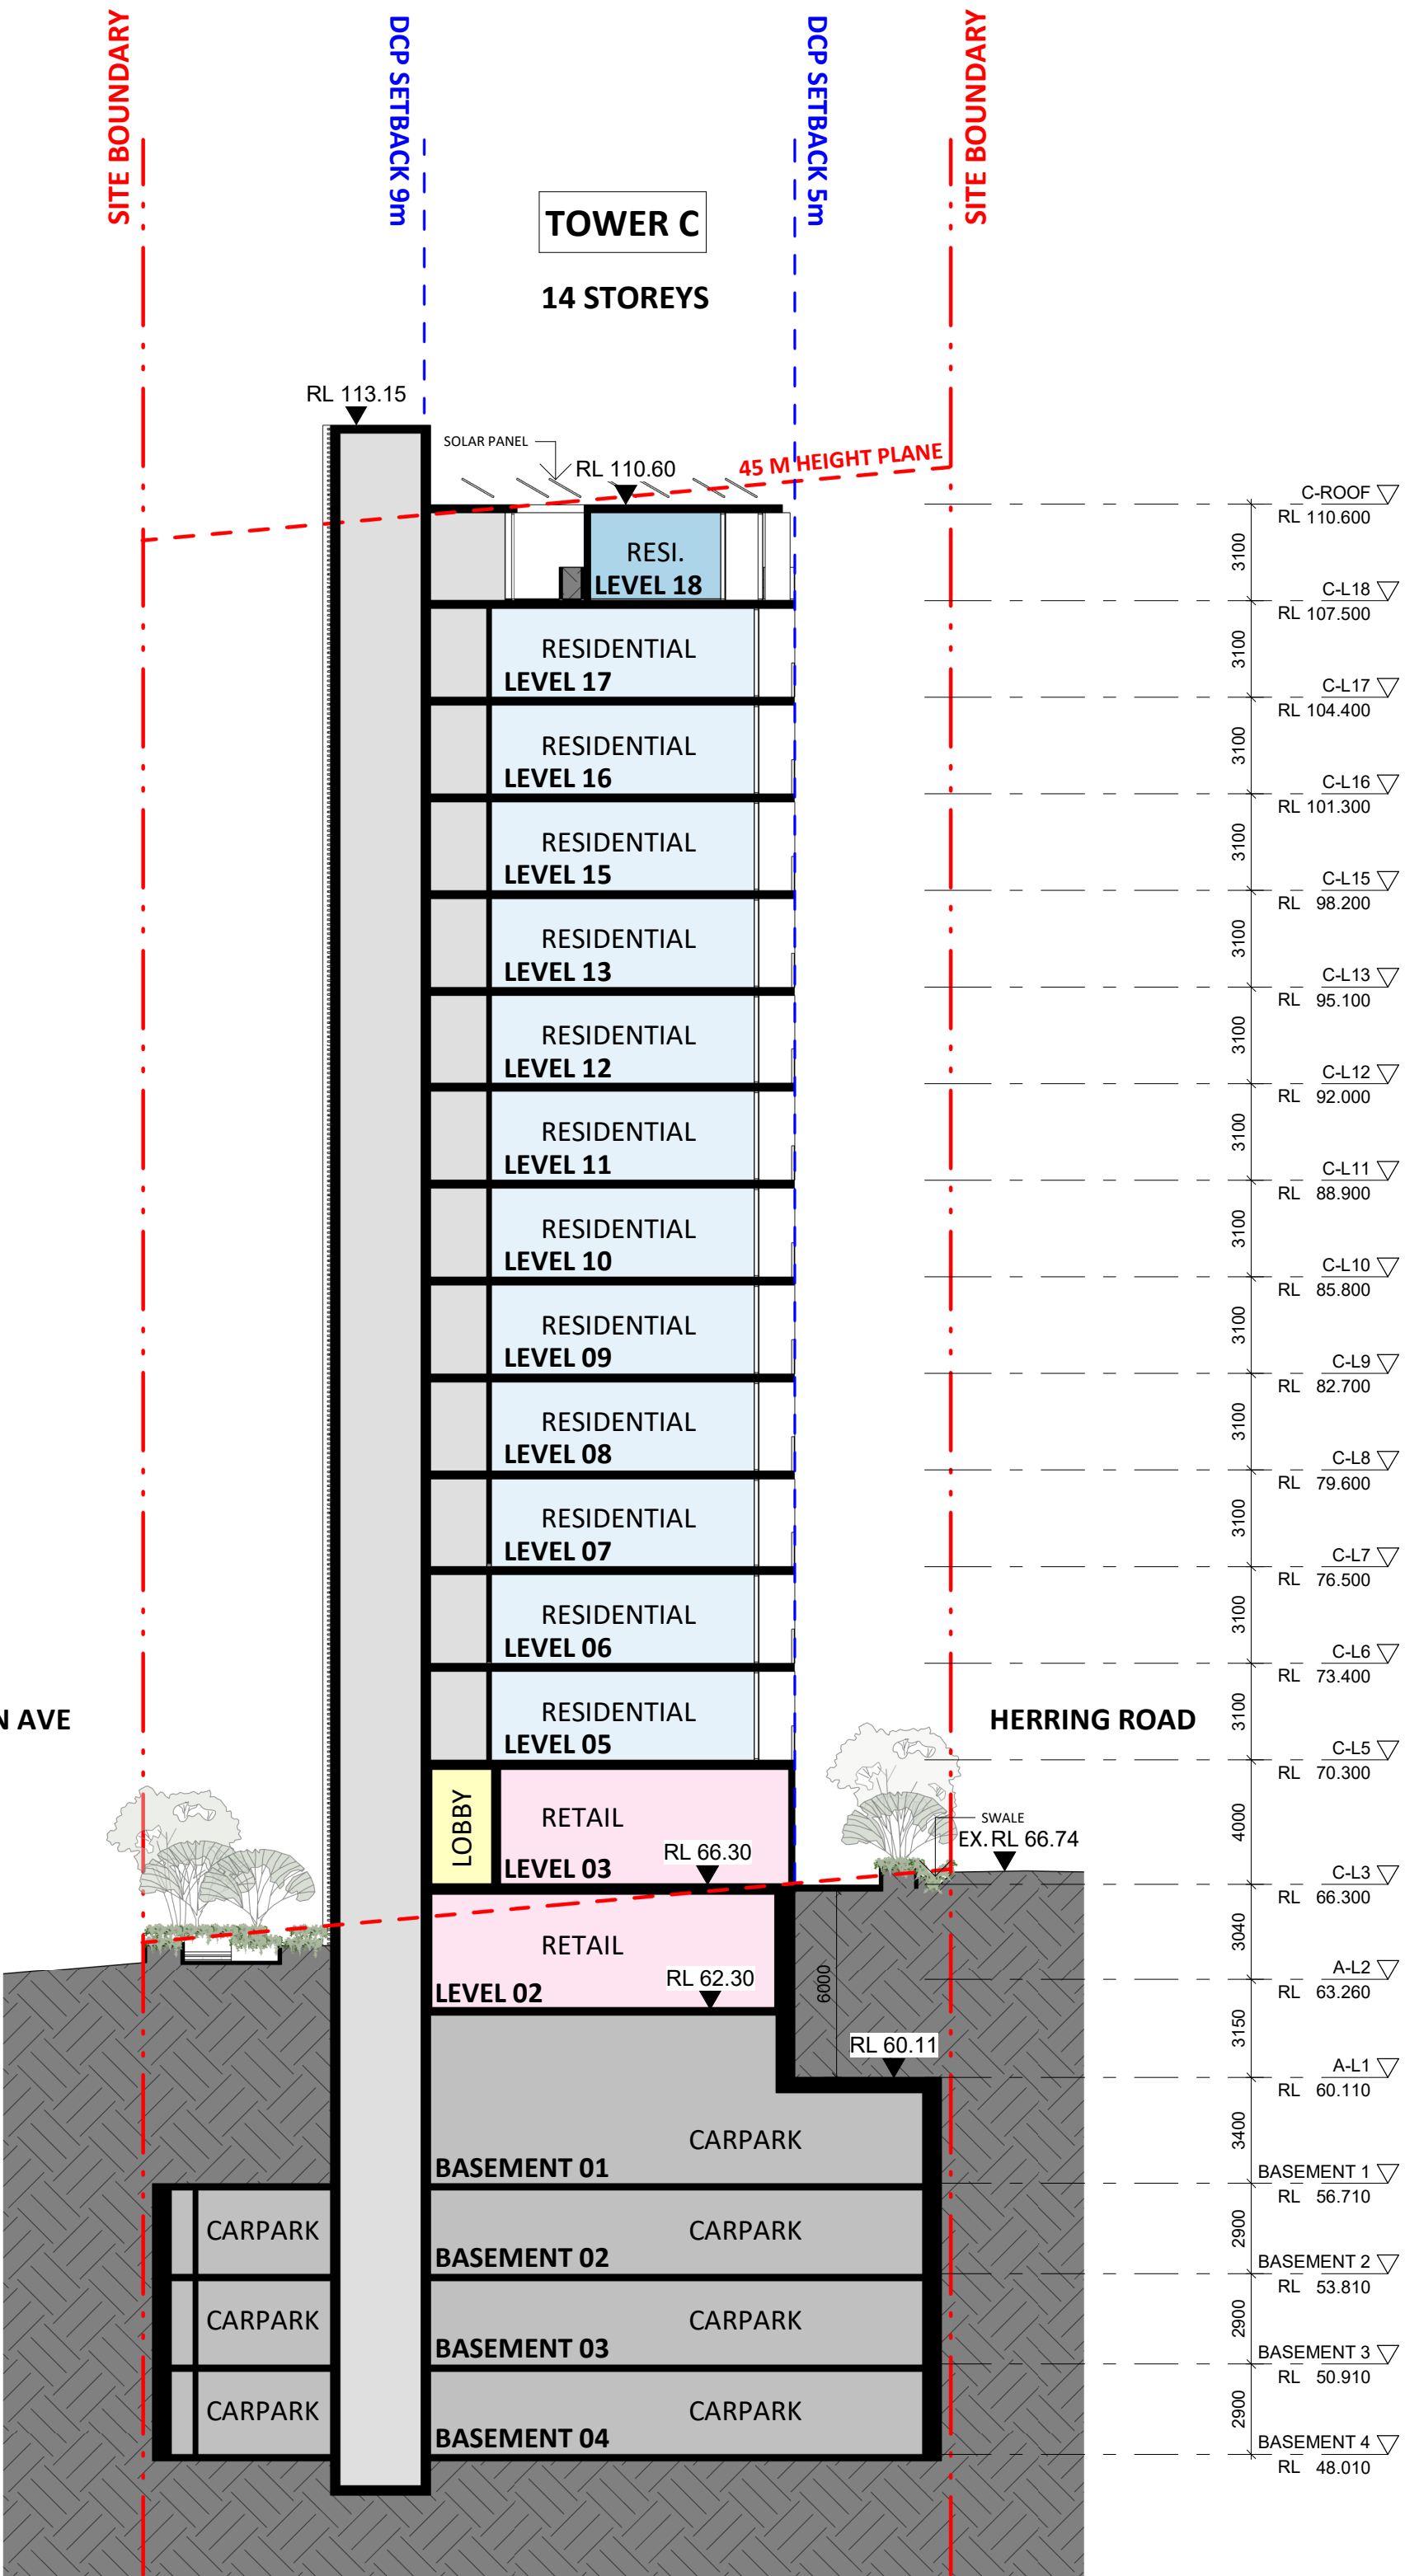 SITE BOUNDARY
DCP SETBACK 9m
DCP SETBACK 5m
SITE BOUNDARY
TOWER C
14 STOREYS
RL 113.15
SOLAR PANEL
RL 110.60
45 M HEIGHT PLANE
C-ROOF
RL 110.600
3100
RESI.
LEVEL 18
C-L18
RL 107.500
3100
RESIDENTIAL
LEVEL 17
C-L17
RL 104.400
3100
RESIDENTIAL
LEVEL 16
C-L16
RL 101.300
3100
RESIDENTIAL
LEVEL 15
C-L15
RL 98.200
3100
RESIDENTIAL
LEVEL 13
C-L13
RL 95.100
3100
RESIDENTIAL
LEVEL 12
C-L12
RL 92.000
3100
RESIDENTIAL
LEVEL 11
C-L11
RL 88.900
3100
RESIDENTIAL
LEVEL 10
C-L10
RL 85.800
3100
RESIDENTIAL
LEVEL 09
C-L9
RL 82.700
3100
RESIDENTIAL
LEVEL 08
C-L8
RL 79.600
3100
RESIDENTIAL
LEVEL 07
C-L7
RL 76.500
3100
RESIDENTIAL
LEVEL 06
C-L6
RL 73.400
3100
RESIDENTIAL
LEVEL 05
N AVE
HERRING ROAD
C-L5
RL 70.300
4000
LOBBY
RETAIL
LEVEL 03
RL 66.30
SWALE
EX.RL 66.74
C-L3
RL 66.300
3040
RETAIL
LEVEL 02
RL 62.30
6000
A-L2
RL 63.260
3150
RL 60.11
A-L1
RL 60.110
3400
CARPARK
BASEMENT 01
BASEMENT 1
RL 56.710
2900
CARPARK
CARPARK
BASEMENT 02
BASEMENT 2
RL 53.810
2900
CARPARK
CARPARK
BASEMENT 03
BASEMENT 3
RL 50.910
2900
CARPARK
CARPARK
BASEMENT 04
BASEMENT 4
RL 48.010